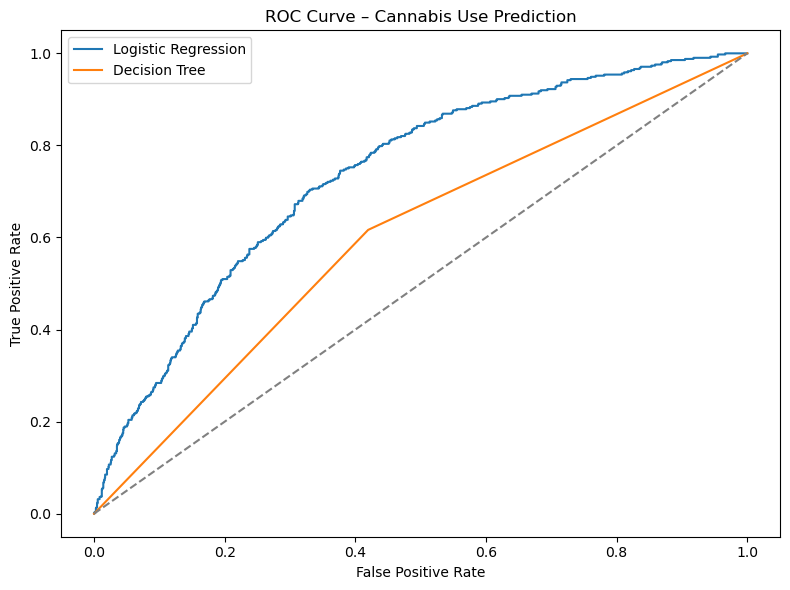 ROC Curve – Cannabis Use Prediction
Logistic Regression
Decision Tree
True Positive Rate
1.0
0.8
0.6
0.4
0.2
0.0
0.0 0.2 0.4 0.6 0.8 1.0
False Positive Rate